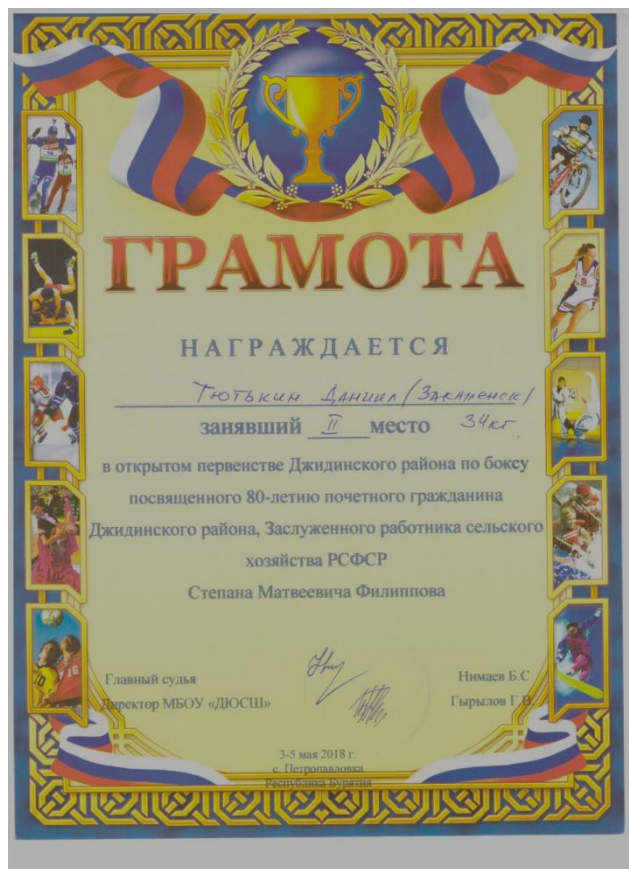 ГРАМОТА
НАГРАЖДАЕТСЯ
Тютькин Даниил (Закаменск)
занявший II место 34кг.
в открытом первенстве Джидинского района по боксу
посвященного 80-летию почетного гражданина
Джидинского района, Заслуженного работника сельского
хозяйства РСФСР
Степана Матвеевича Филиппова
Главный судья Нимаев Б.С
Директор МБОУ «ДЮСШ» Гырылов Г.В.
3-5 мая 2018 г.
с. Петропавловка
Республика Бурятия